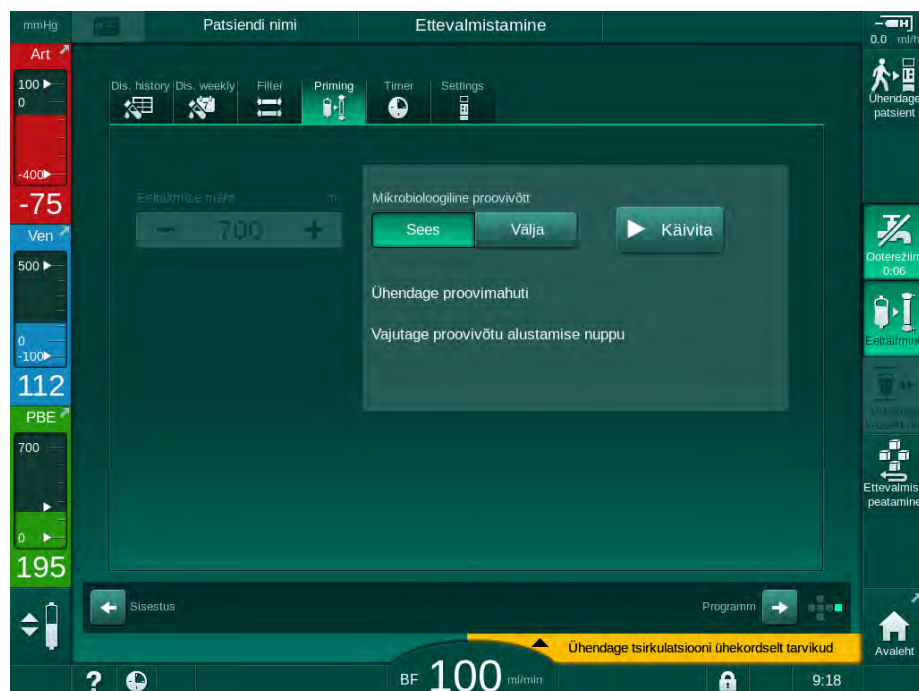 mmHg
Patsiendi nimi
Ettevalmistamine
0.0 ml/h
Art
100
0
-400
-75
Ven
500
0
-100
112
PBE
700
0
195
Dis. history
Dis. weekly
Filter
Priming
Timer
Settings
Eeltäitmise maht
700
Mikrobioloogiline proovivõtt
Sees
Välja
Käivita
Ühendage proovimahuti
Vajutage proovivõtu alustamise nuppu
Ühendage
patsient
Ooterežiim
0:06
Eeltäitmine
Ettevalmis
peatamine
Sisestus
Programm
Ühendage tsirkulatsiooni ühekordselt tarvikud
Avaleht
?
BF 100 ml/min
9:18